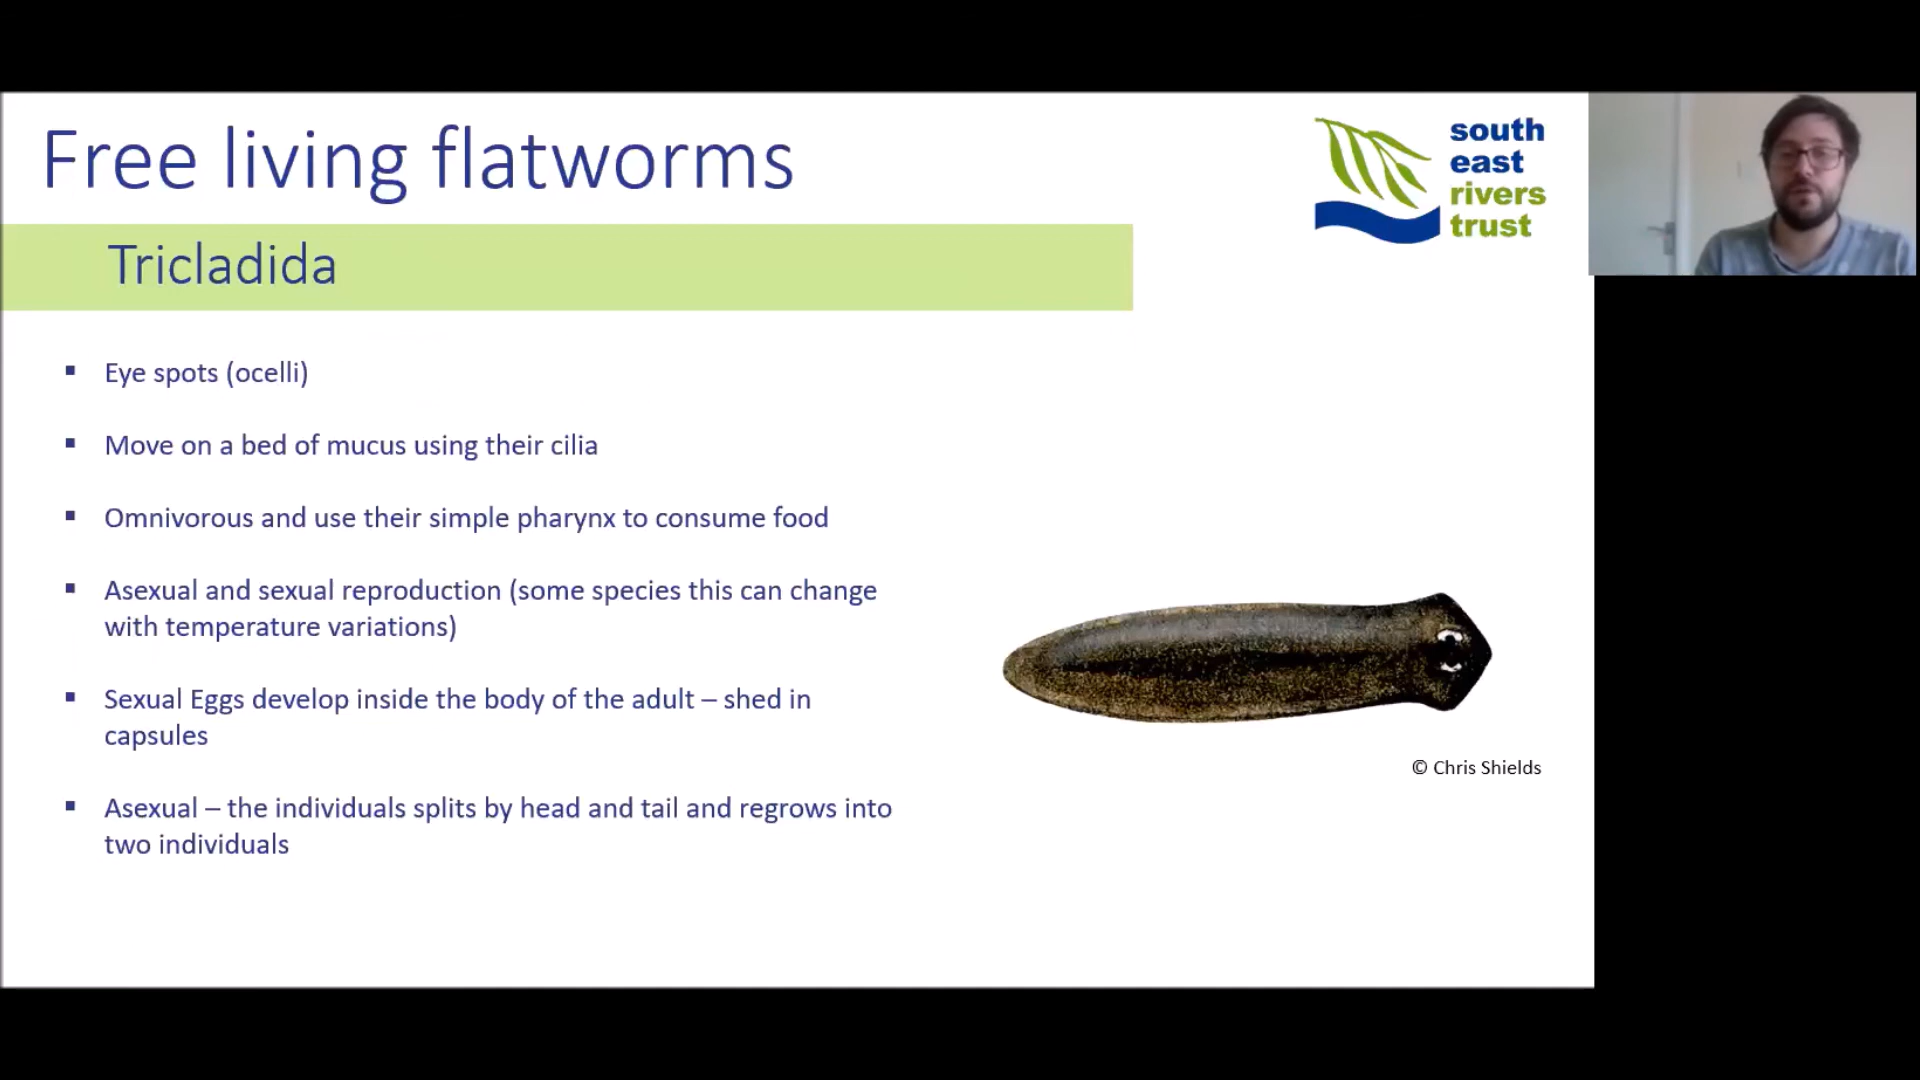 Free living flatworms
south
east
rivers
trust
Tricladida
▪ Eye spots (ocelli)
▪ Move on a bed of mucus using their cilia
▪ Omnivorous and use their simple pharynx to consume food
▪ Asexual and sexual reproduction (some species this can change
with temperature variations)
▪ Sexual Eggs develop inside the body of the adult – shed in
capsules
▪ Asexual – the individuals splits by head and tail and regrows into
two individuals
© Chris Shields